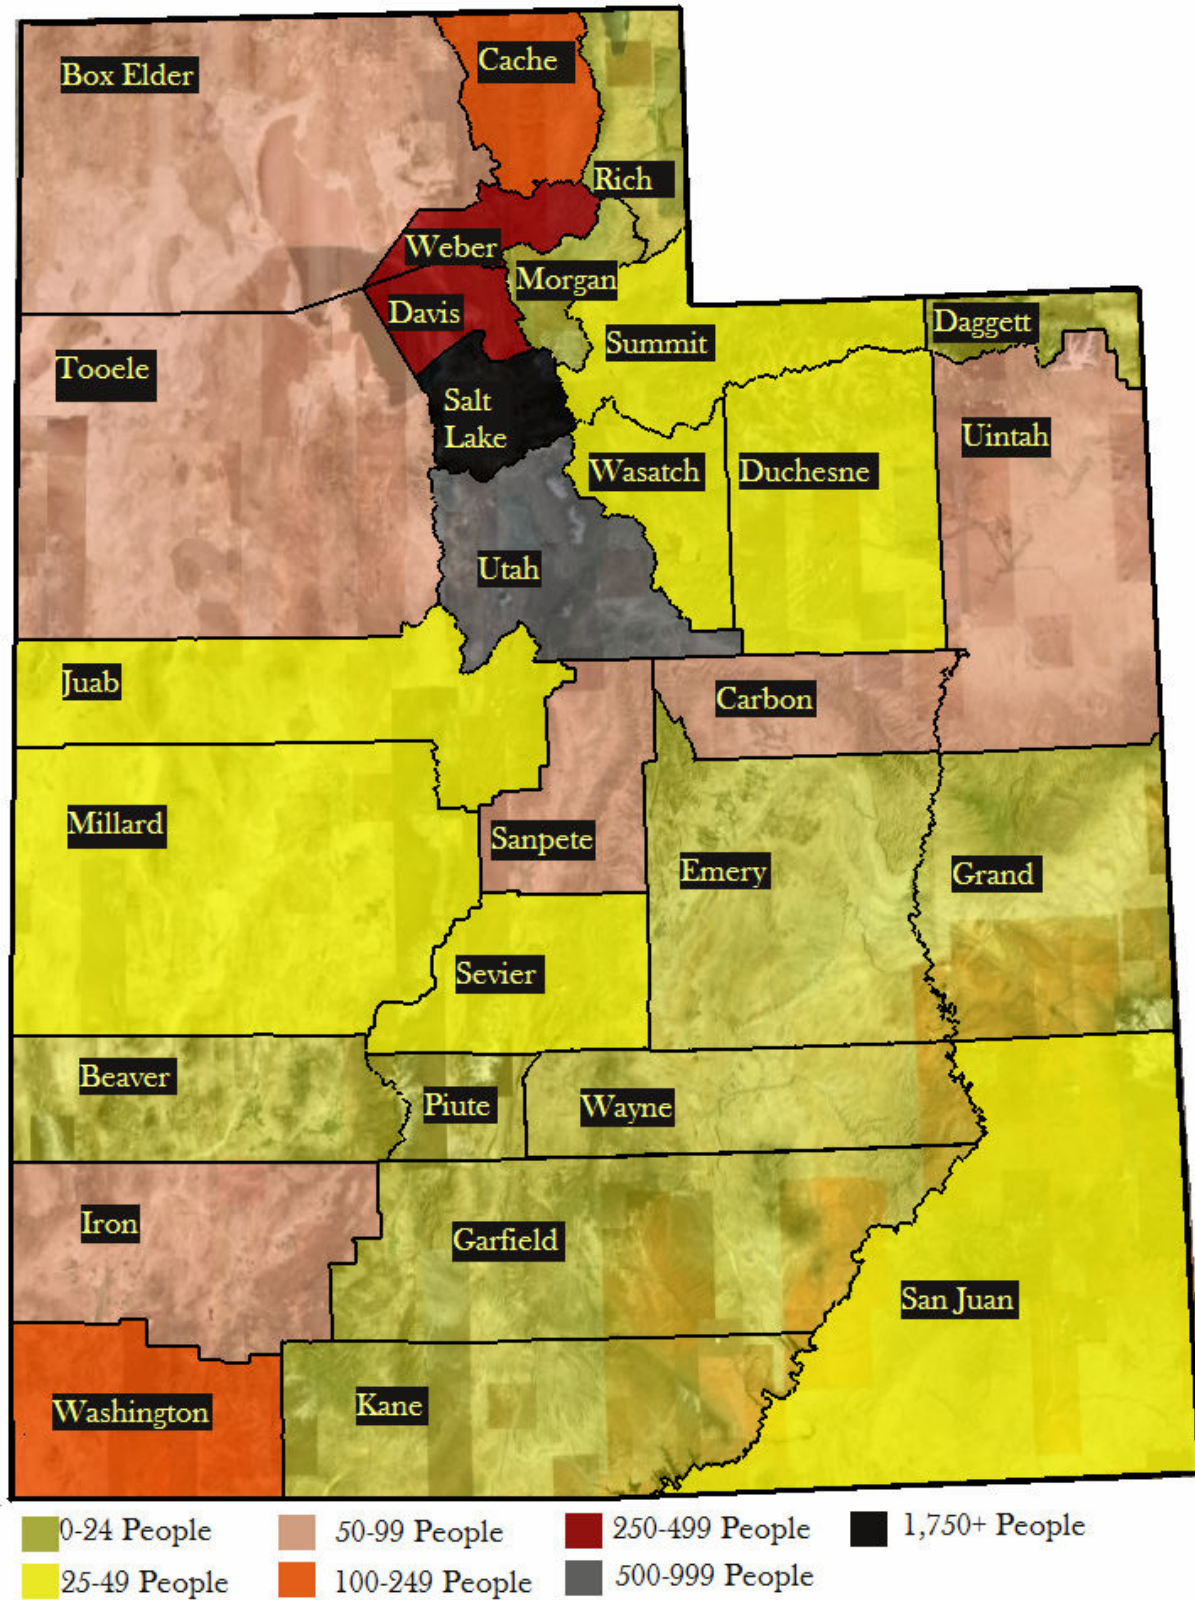 Box Elder
Cache
Rich
Weber
Morgan
Davis
Daggett
Summit
Tooele
Salt
Lake
Uintah
Wasatch
Duchesne
Utah
Juab
Carbon
Millard
Sanpete
Emery
Grand
Sevier
Beaver
Piute
Wayne
Iron
Garfield
San Juan
Washington
Kane
0-24 People
50-99 People
250-499 People
1,750+ People
25-49 People
100-249 People
500-999 People